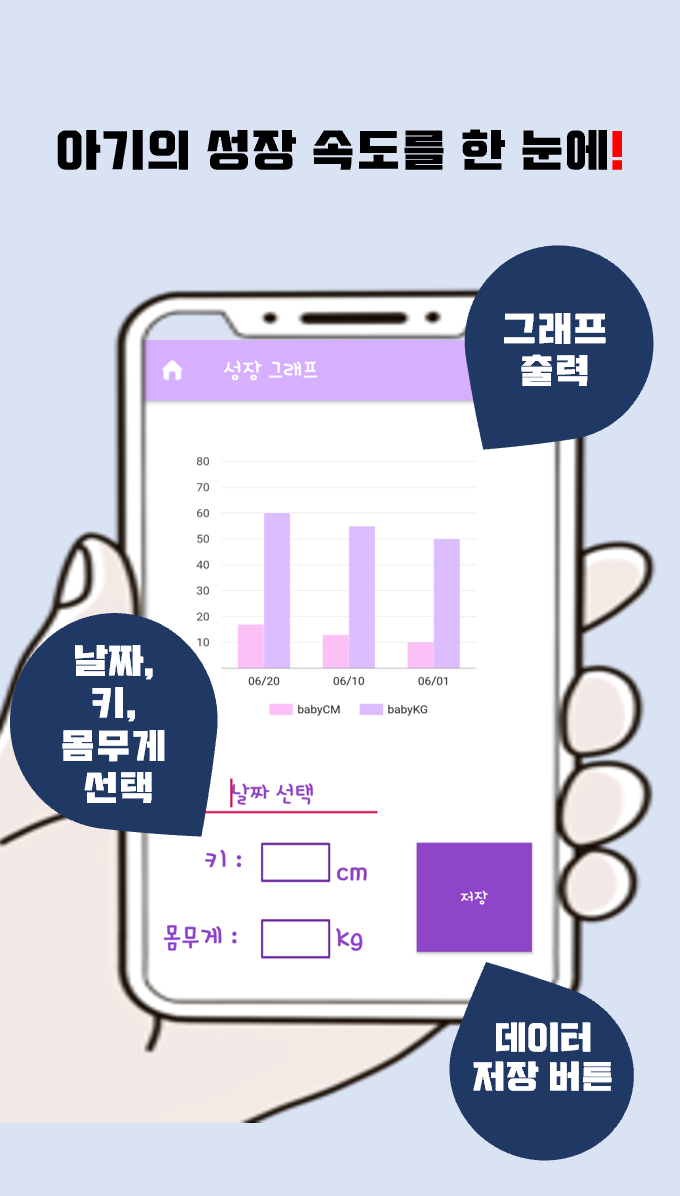 아기의 성장 속도를 한 눈에!
그래프
출력
성장 그래프
80
70
60
50
40
30
20
10
06/20 06/10 06/01
babyCM babyKG
날짜,
키,
몸무게
선택
날짜 선택
키 : cm
몸무게 : kg
저장
데이터
저장 버튼